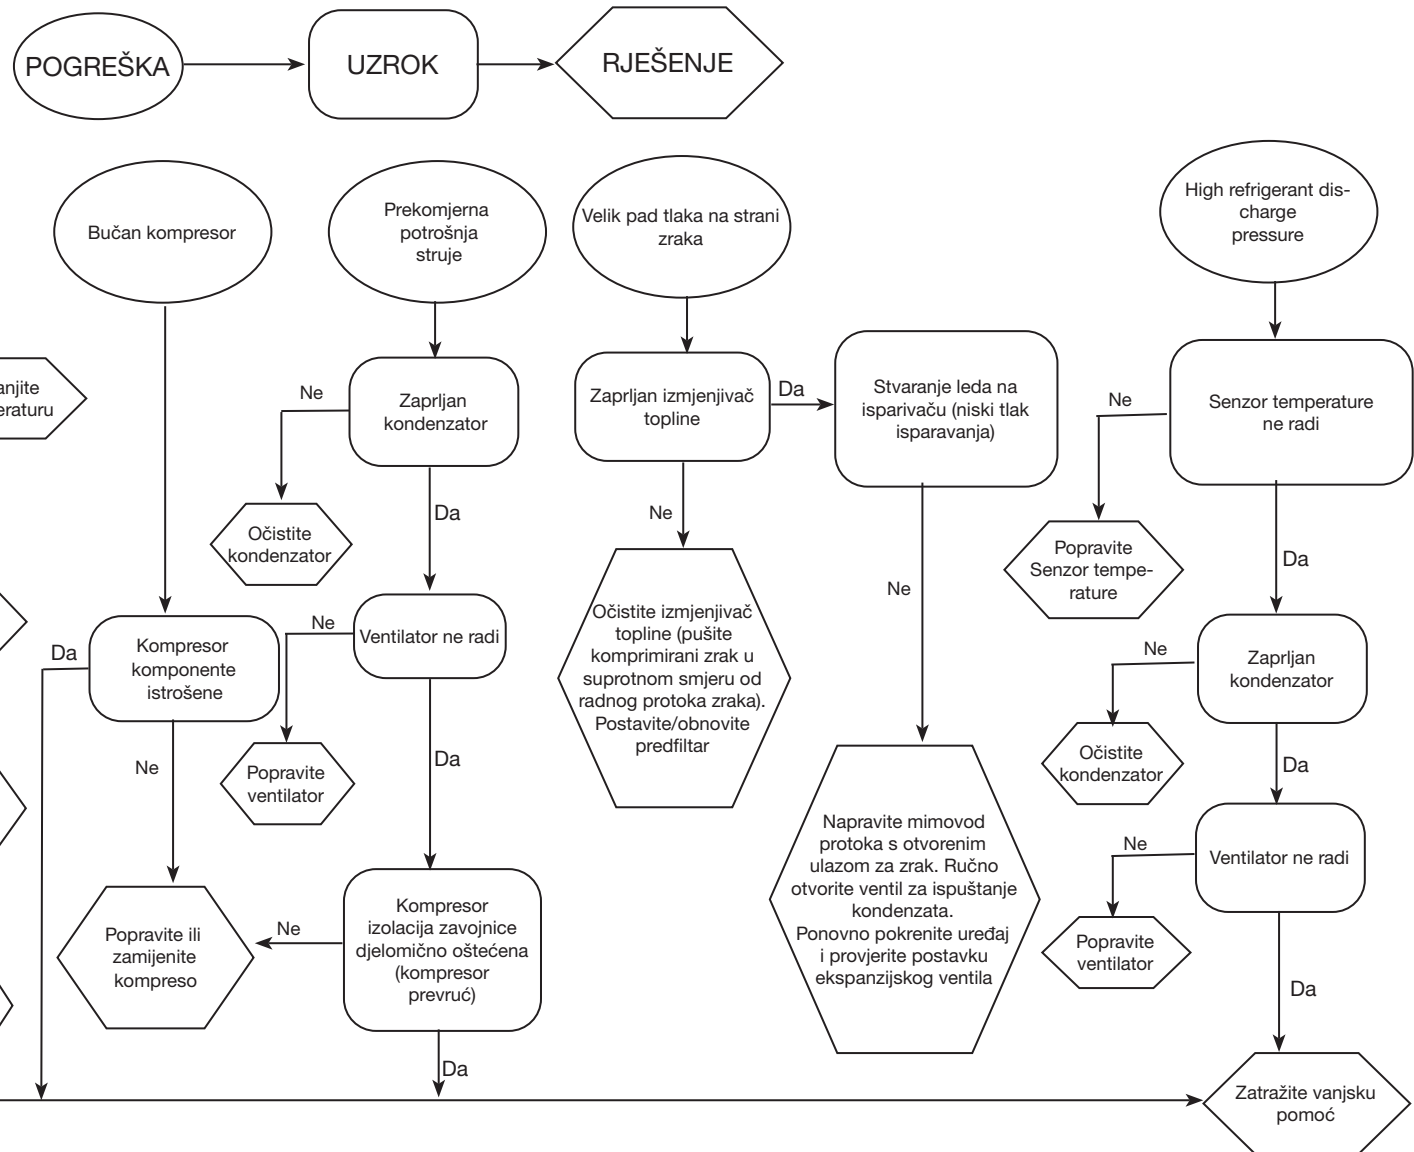 POGREŠKA
UZROK
RJEŠENJE
Bučan kompresor
Prekomjerna
potrošnja
struje
Velik pad tlaka na strani
zraka
High refrigerant dis-
charge
pressure
anjite
eraturu
Ne
Zaprljan
kondenzator
Zaprljan izmjenjivač
topline
Da
Stvaranje leda na
isparivaču (niski tlak
isparavanja)
Ne
Senzor temperature
ne radi
Očistite
kondenzator
Da
Ne
Popravite
Senzor tempe-
rature
Da
Ne
Očistite izmjenjivač
topline (pušite
komprimirani zrak u
suprotnom smjeru od
radnog protoka zraka).
Postavite/obnovite
predfiltar
Da
Kompresor
komponente
istrošene
Ne
Ventilator ne radi
Ne
Zaprljan
kondenzator
Ne
Popravite
ventilator
Da
Očistite
kondenzator
Da
Napravite mimovod
protoka s otvorenim
ulazom za zrak. Ručno
otvorite ventil za ispuštanje
kondenzata.
Ponovno pokrenite uređaj
i provjerite postavku
ekspanzijskog ventila
Ne
Ventilator ne radi
Popravite ili
zamijenite
kompreso
Ne
Kompresor
izolacija zavojnice
djelomično oštećena
(kompresor
prevruć)
Popravite
ventilator
Da
Da
Zatražite vanjsku
pomoć